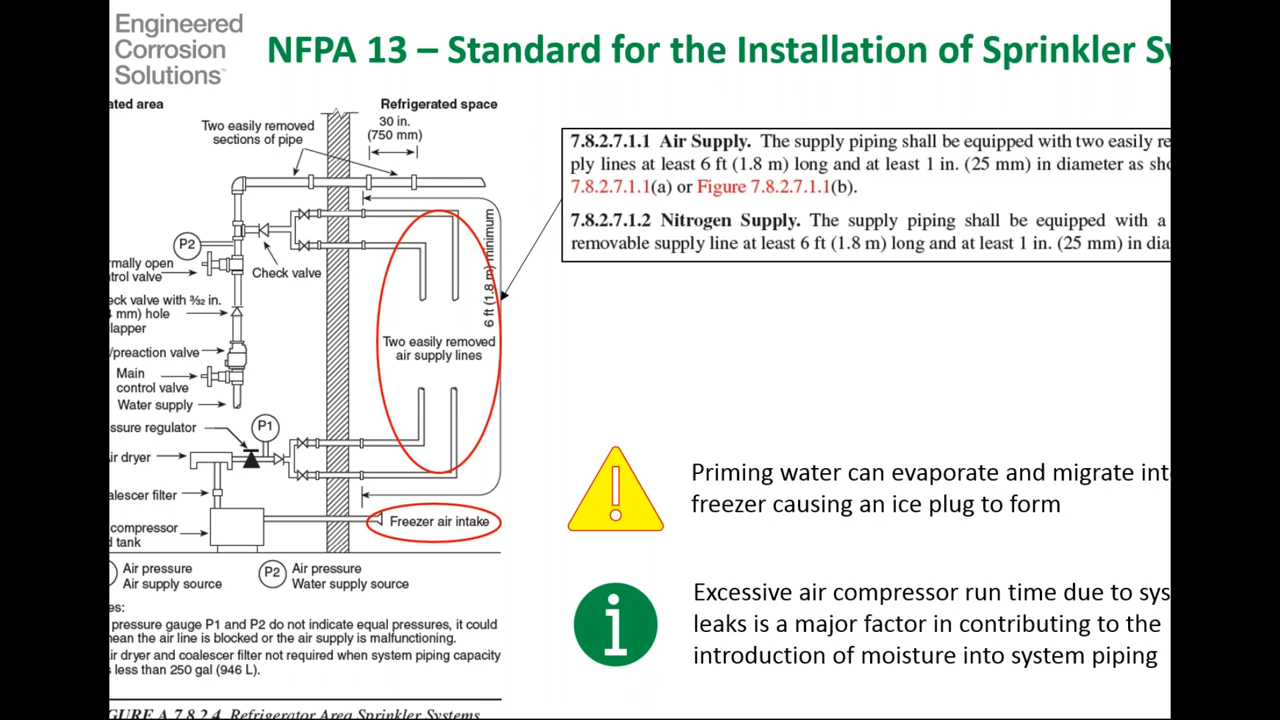 Engineered
Corrosion
Solutions™
NFPA 13 – Standard for the Installation of Sprinkler Sy
ated area
Refrigerated space
Two easily removed
sections of pipe
30 in.
(750 mm)
P2
Check valve
rmally open
trol valve
eck valve with 3⁄32 in.
mm) hole
lapper
/preaction valve
Main
control valve
Water supply
6 ft (1.8 m) minimum
Two easily removed
air supply lines
ssure regulator
P1
ir dryer
alescer filter
compressor
d tank
Freezer air intake
Air pressure
Air supply source
P2
Air pressure
Water supply source
es:
pressure gauge P1 and P2 do not indicate equal pressures, it could
ean the air line is blocked or the air supply is malfunctioning.
ir dryer and coalescer filter not required when system piping capacity
less than 250 gal (946 L).
GURE A.7.8.2.4 Refrigerator Area Sprinkler Systems
7.8.2.7.1.1 Air Supply. The supply piping shall be equipped with two easily re
ply lines at least 6 ft (1.8 m) long and at least 1 in. (25 mm) in diameter as sho
7.8.2.7.1.1(a) or Figure 7.8.2.7.1.1(b).
7.8.2.7.1.2 Nitrogen Supply. The supply piping shall be equipped with a
removable supply line at least 6 ft (1.8 m) long and at least 1 in. (25 mm) in dia
Priming water can evaporate and migrate int
freezer causing an ice plug to form
Excessive air compressor run time due to sys
leaks is a major factor in contributing to the
introduction of moisture into system piping